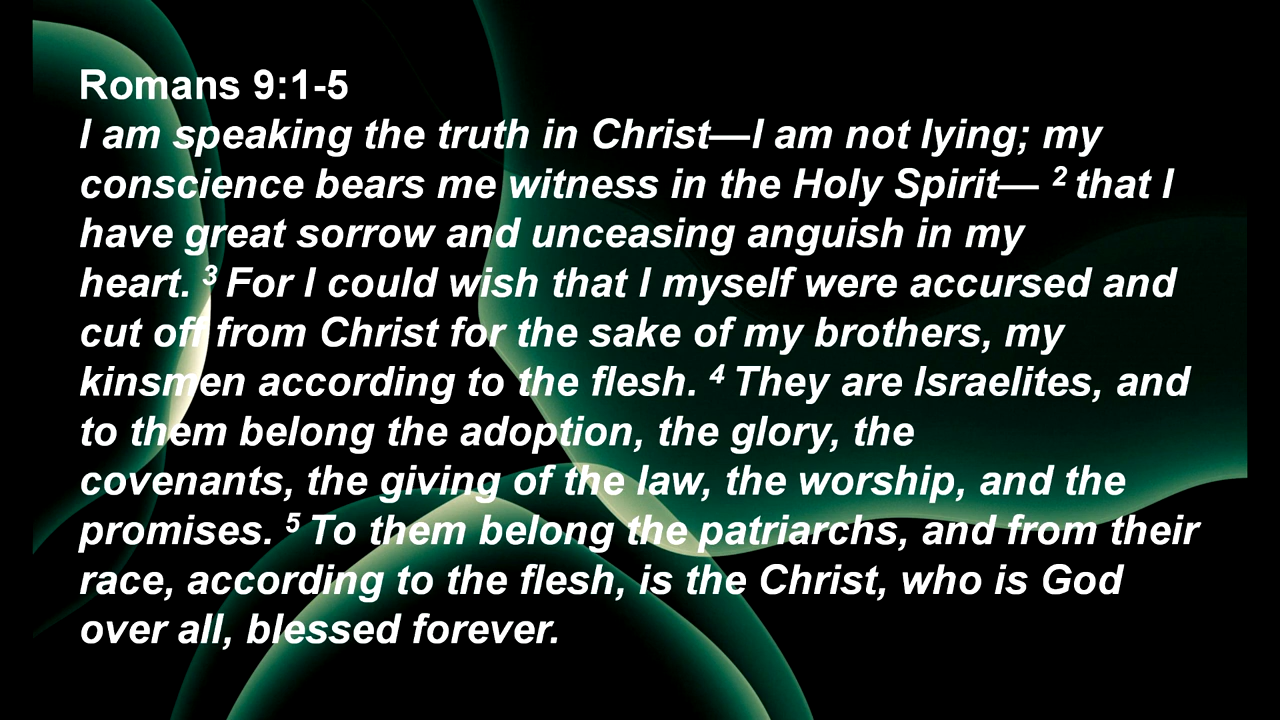 Romans 9:1-5
I am speaking the truth in Christ—I am not lying; my
conscience bears me witness in the Holy Spirit— 2 that I
have great sorrow and unceasing anguish in my
heart. 3 For I could wish that I myself were accursed and
cut off from Christ for the sake of my brothers, my
kinsmen according to the flesh. 4 They are Israelites, and
to them belong the adoption, the glory, the
covenants, the giving of the law, the worship, and the
promises. 5 To them belong the patriarchs, and from their
race, according to the flesh, is the Christ, who is God
over all, blessed forever.